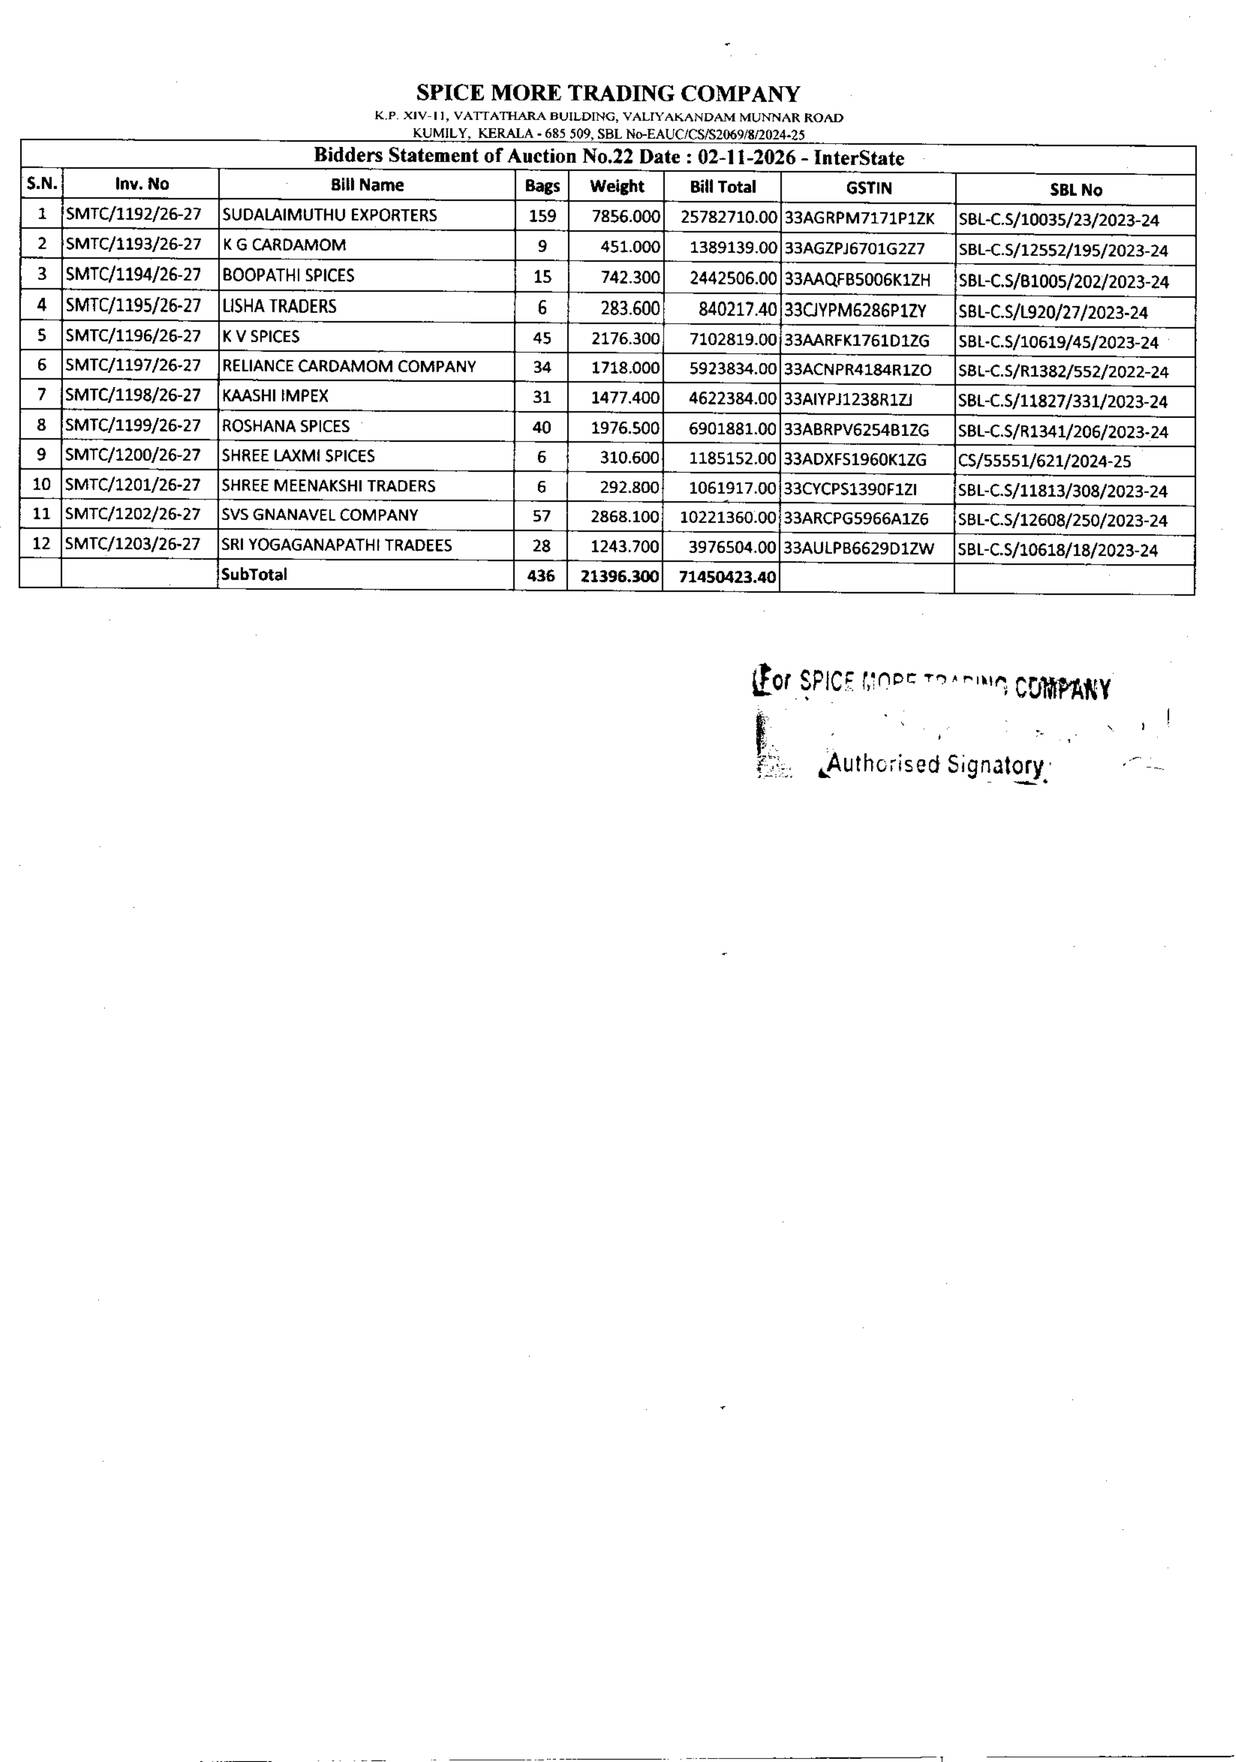 SPICE MORE TRADING COMPANY
K.P. XIV-11, VATTATHARA BUILDING, VALIYAKANDAM MUNNAR ROAD
KUMILY, KERALA - 685 509, SBL No-EAUC/CS/S2069/8/2024-25
Bidders Statement of Auction No.22 Date : 02-11-2026 - InterState
S.N. Inv. No Bill Name Bags Weight Bill Total GSTIN SBL No
1 SMTC/1192/26-27 SUDALAIMUTHU EXPORTERS 159 7856.000 25782710.00 33AGRPM7171P1ZK SBL-C.S/10035/23/2023-24
2 SMTC/1193/26-27 K G CARDAMOM 9 451.000 1389139.00 33AGZPJ6701G2Z7 SBL-C.S/12552/195/2023-24
3 SMTC/1194/26-27 BOOPATHI SPICES 15 742.300 2442506.00 33AAQFB5006K1ZH SBL-C.S/B1005/202/2023-24
4 SMTC/1195/26-27 LISHA TRADERS 6 283.600 840217.40 33CJYPM6286P1ZY SBL-C.S/L920/27/2023-24
5 SMTC/1196/26-27 K V SPICES 45 2176.300 7102819.00 33AARFK1761D1ZG SBL-C.S/10619/45/2023-24
6 SMTC/1197/26-27 RELIANCE CARDAMOM COMPANY 34 1718.000 5923834.00 33ACNPR4184R1ZO SBL-C.S/R1382/552/2022-24
7 SMTC/1198/26-27 KAASHI IMPEX 31 1477.400 4622384.00 33AIYPJ1238R1ZJ SBL-C.S/11827/331/2023-24
8 SMTC/1199/26-27 ROSHANA SPICES 40 1976.500 6901881.00 33ABRPV6254B1ZG SBL-C.S/R1341/206/2023-24
9 SMTC/1200/26-27 SHREE LAXMI SPICES 6 310.600 1185152.00 33ADXFS1960K1ZG CS/55551/621/2024-25
10 SMTC/1201/26-27 SHREE MEENAKSHI TRADERS 6 292.800 1061917.00 33CYCPS1390F1ZI SBL-C.S/11813/308/2023-24
11 SMTC/1202/26-27 SVS GNANAVEL COMPANY 57 2868.100 10221360.00 33ARCPG5966A1Z6 SBL-C.S/12608/250/2023-24
12 SMTC/1203/26-27 SRI YOGAGANAPATHI TRADEES 28 1243.700 3976504.00 33AULPB6629D1ZW SBL-C.S/10618/18/2023-24
SubTotal 436 21396.300 71450423.40
For SPICE MORE TRADING COMPANY
Authorised Signatory